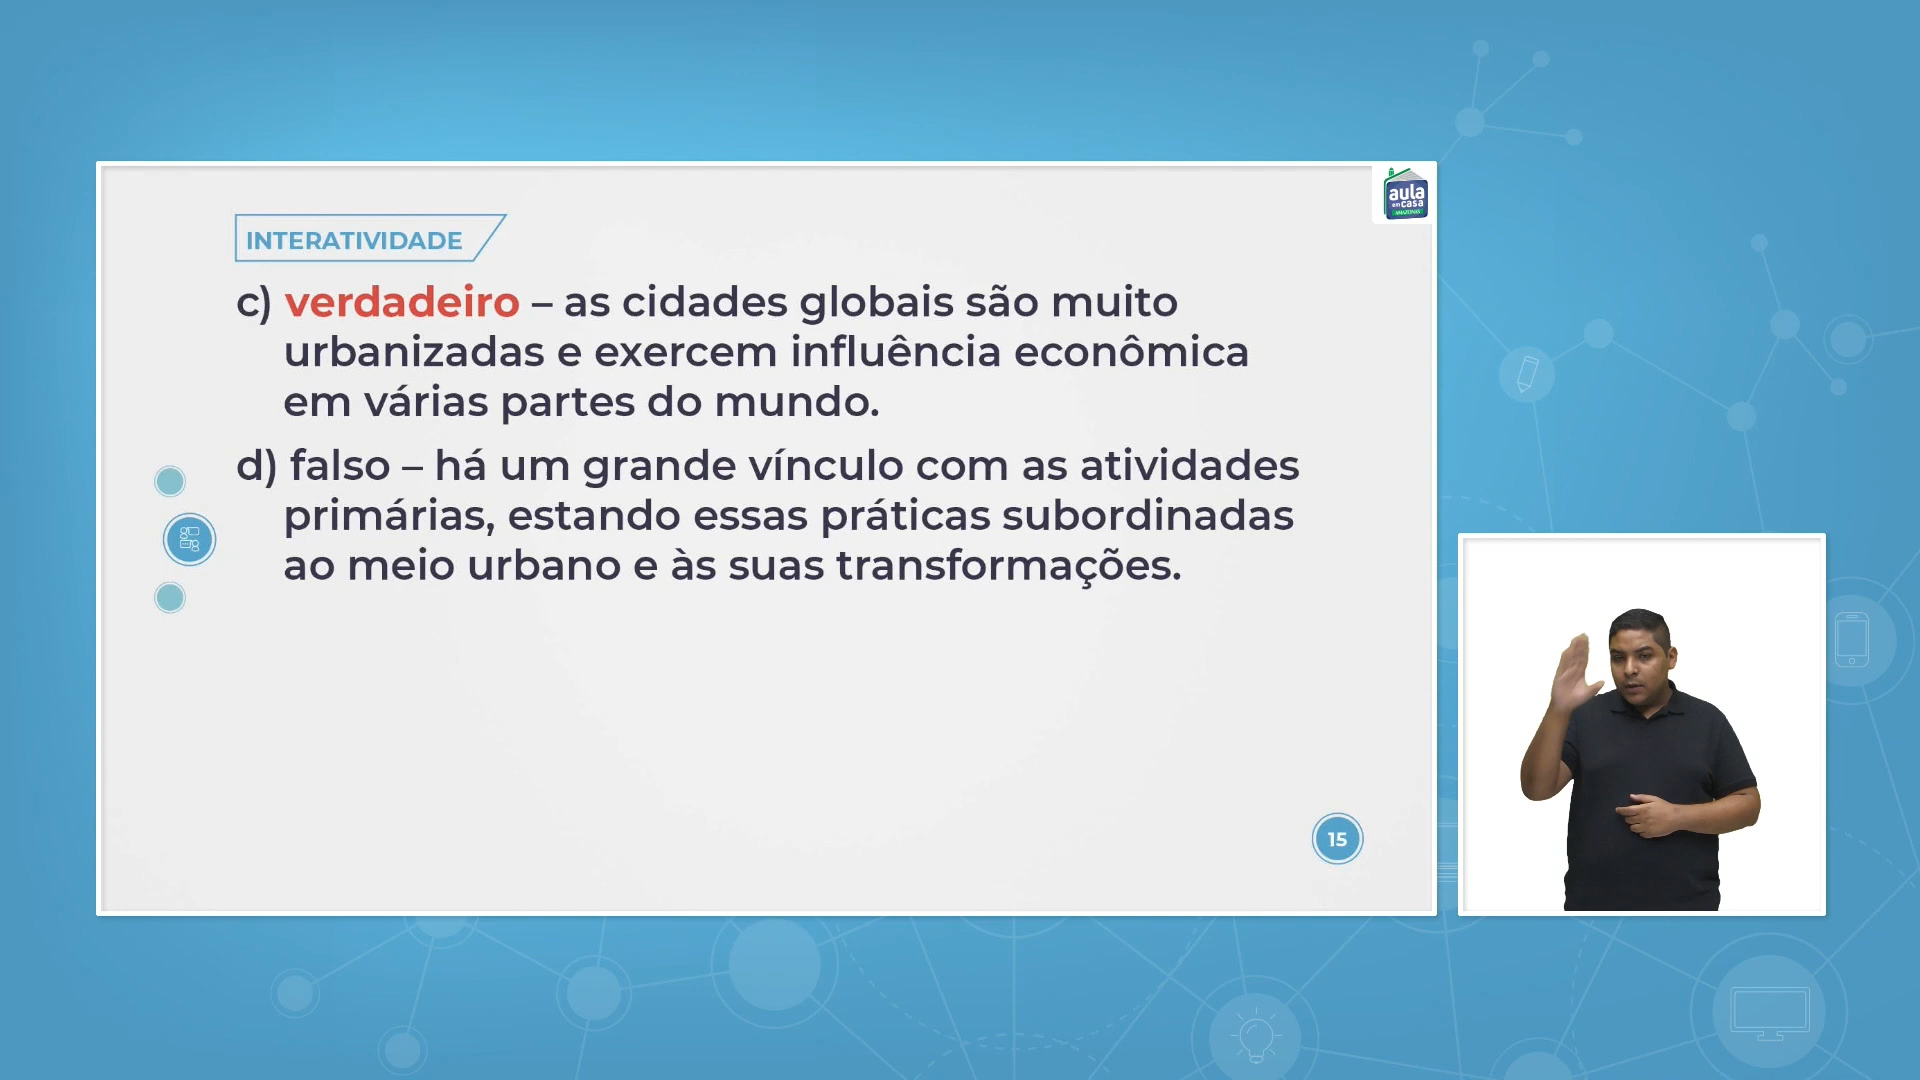 aula
em casa
AMAZONAS
INTERATIVIDADE
c) verdadeiro – as cidades globais são muito
urbanizadas e exercem influência econômica
em várias partes do mundo.
d) falso – há um grande vínculo com as atividades
primárias, estando essas práticas subordinadas
ao meio urbano e às suas transformações.
15